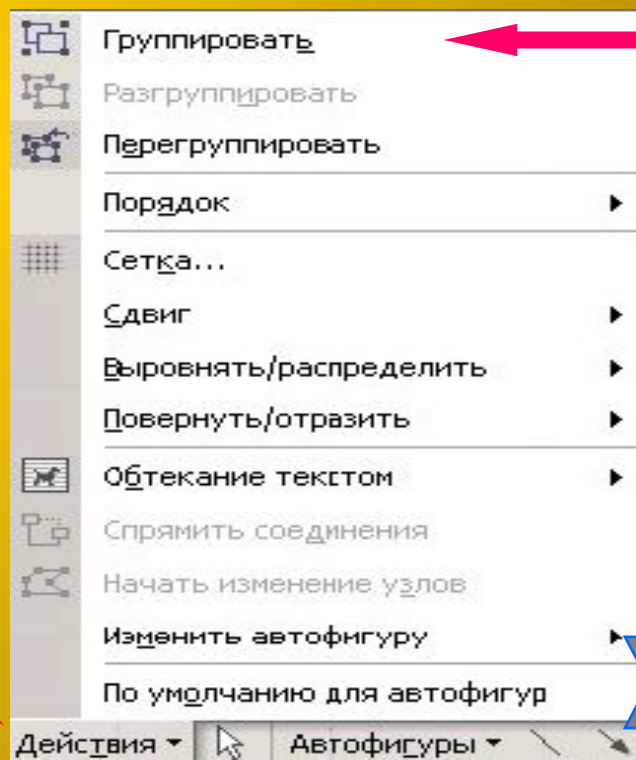 Группировать
Разгруппировать
Перегруппировать
Порядок
Сетка...
Сдвиг
Выровнять/распределить
Повернуть/отразить
Обтекание текстом
Спрямить соединения
Начать изменение узлов
Изменить автофигуру
По умолчанию для автофигур
Действия Автофигуры